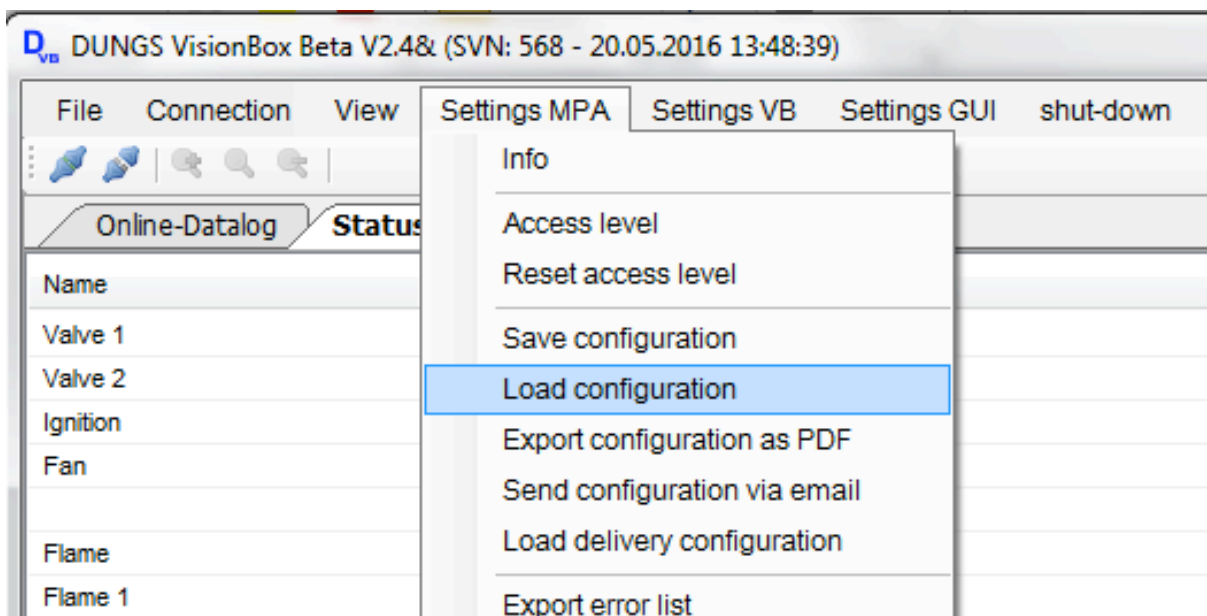 DVB DUNGS VisionBox Beta V2.4& (SVN: 568 - 20.05.2016 13:48:39)
File Connection View Settings MPA Settings VB Settings GUI shut-down
Info
Online-Datalog Status
Access level
Name
Reset access level
Valve 1
Save configuration
Valve 2
Load configuration
Ignition
Export configuration as PDF
Fan
Send configuration via email
Load delivery configuration
Flame
Flame 1
Export error list